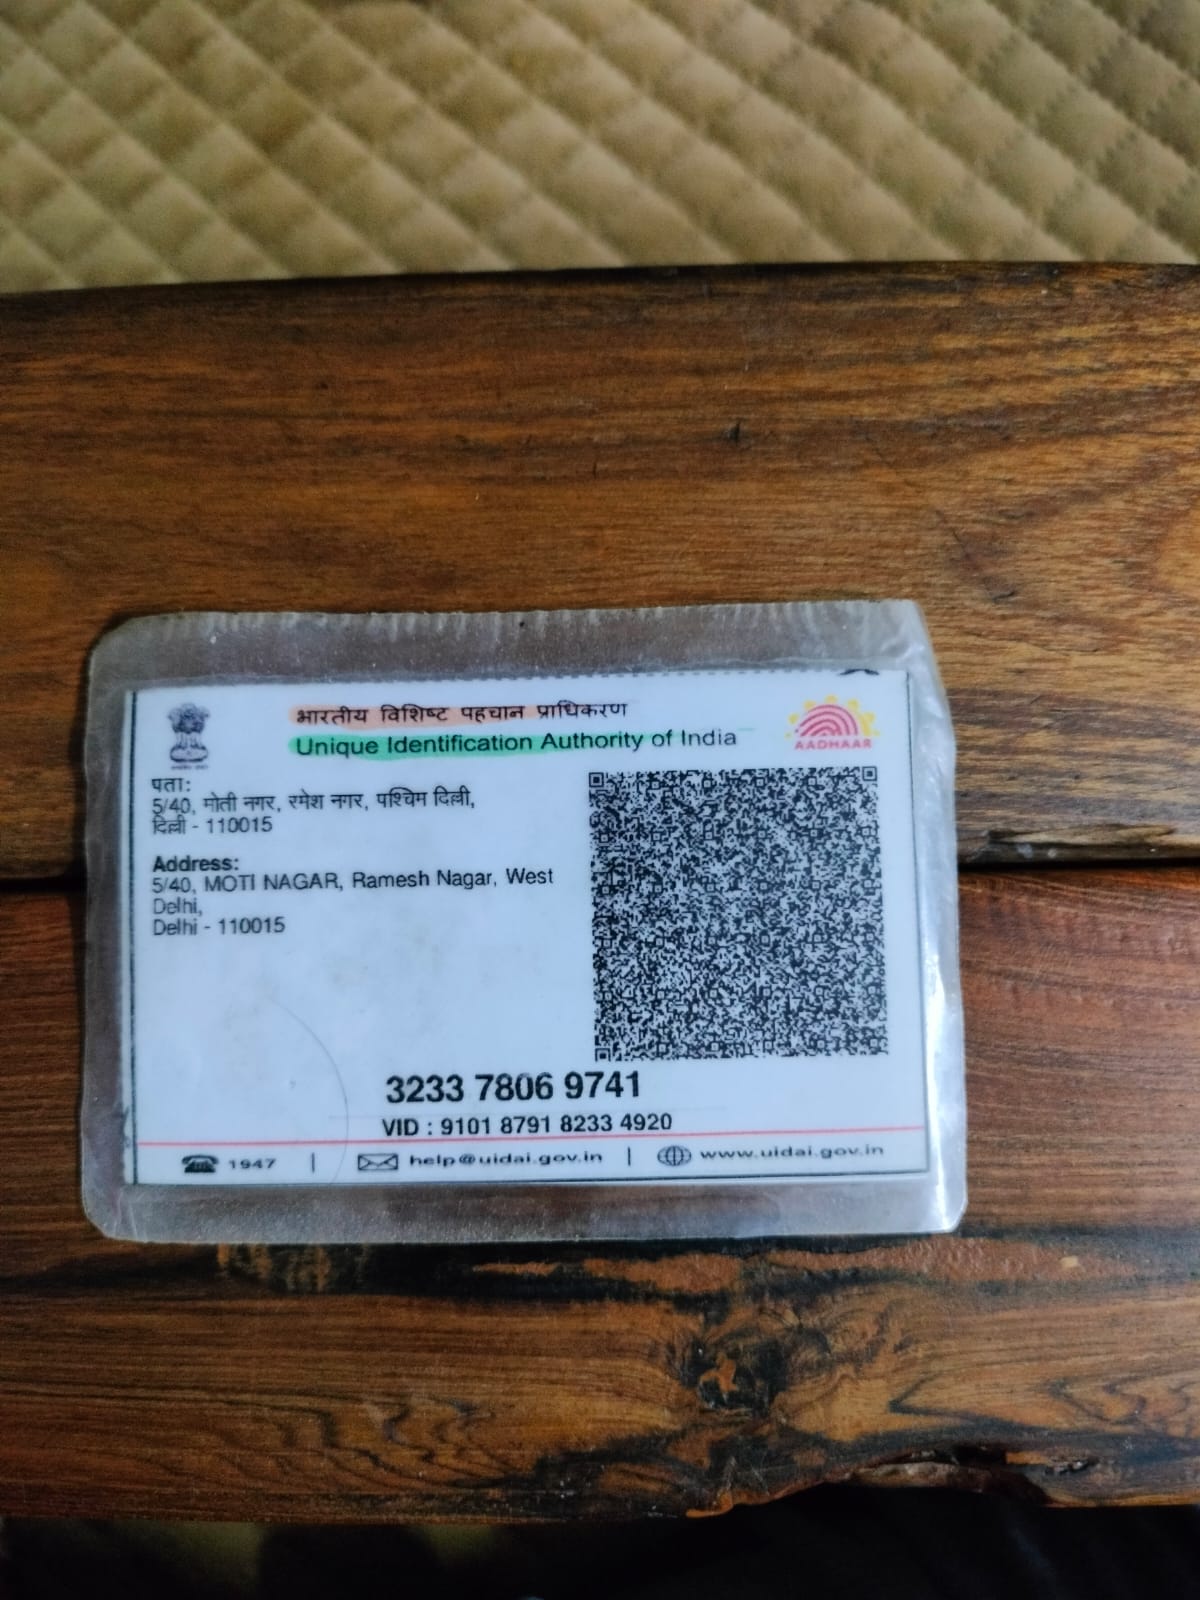 भारतीय विशिष्ट पहचान प्राधिकरण
Unique Identification Authority of India
AADHAAR
पता:
5/40, मोती नगर, रमेश नगर, पश्चिम दिल्ली,
दिल्ली - 110015
Address:
5/40, MOTI NAGAR, Ramesh Nagar, West
Delhi,
Delhi - 110015
3233 7806 9741
VID : 9101 8791 8233 4920
1947 | help@uidai.gov.in | www.uidai.gov.in